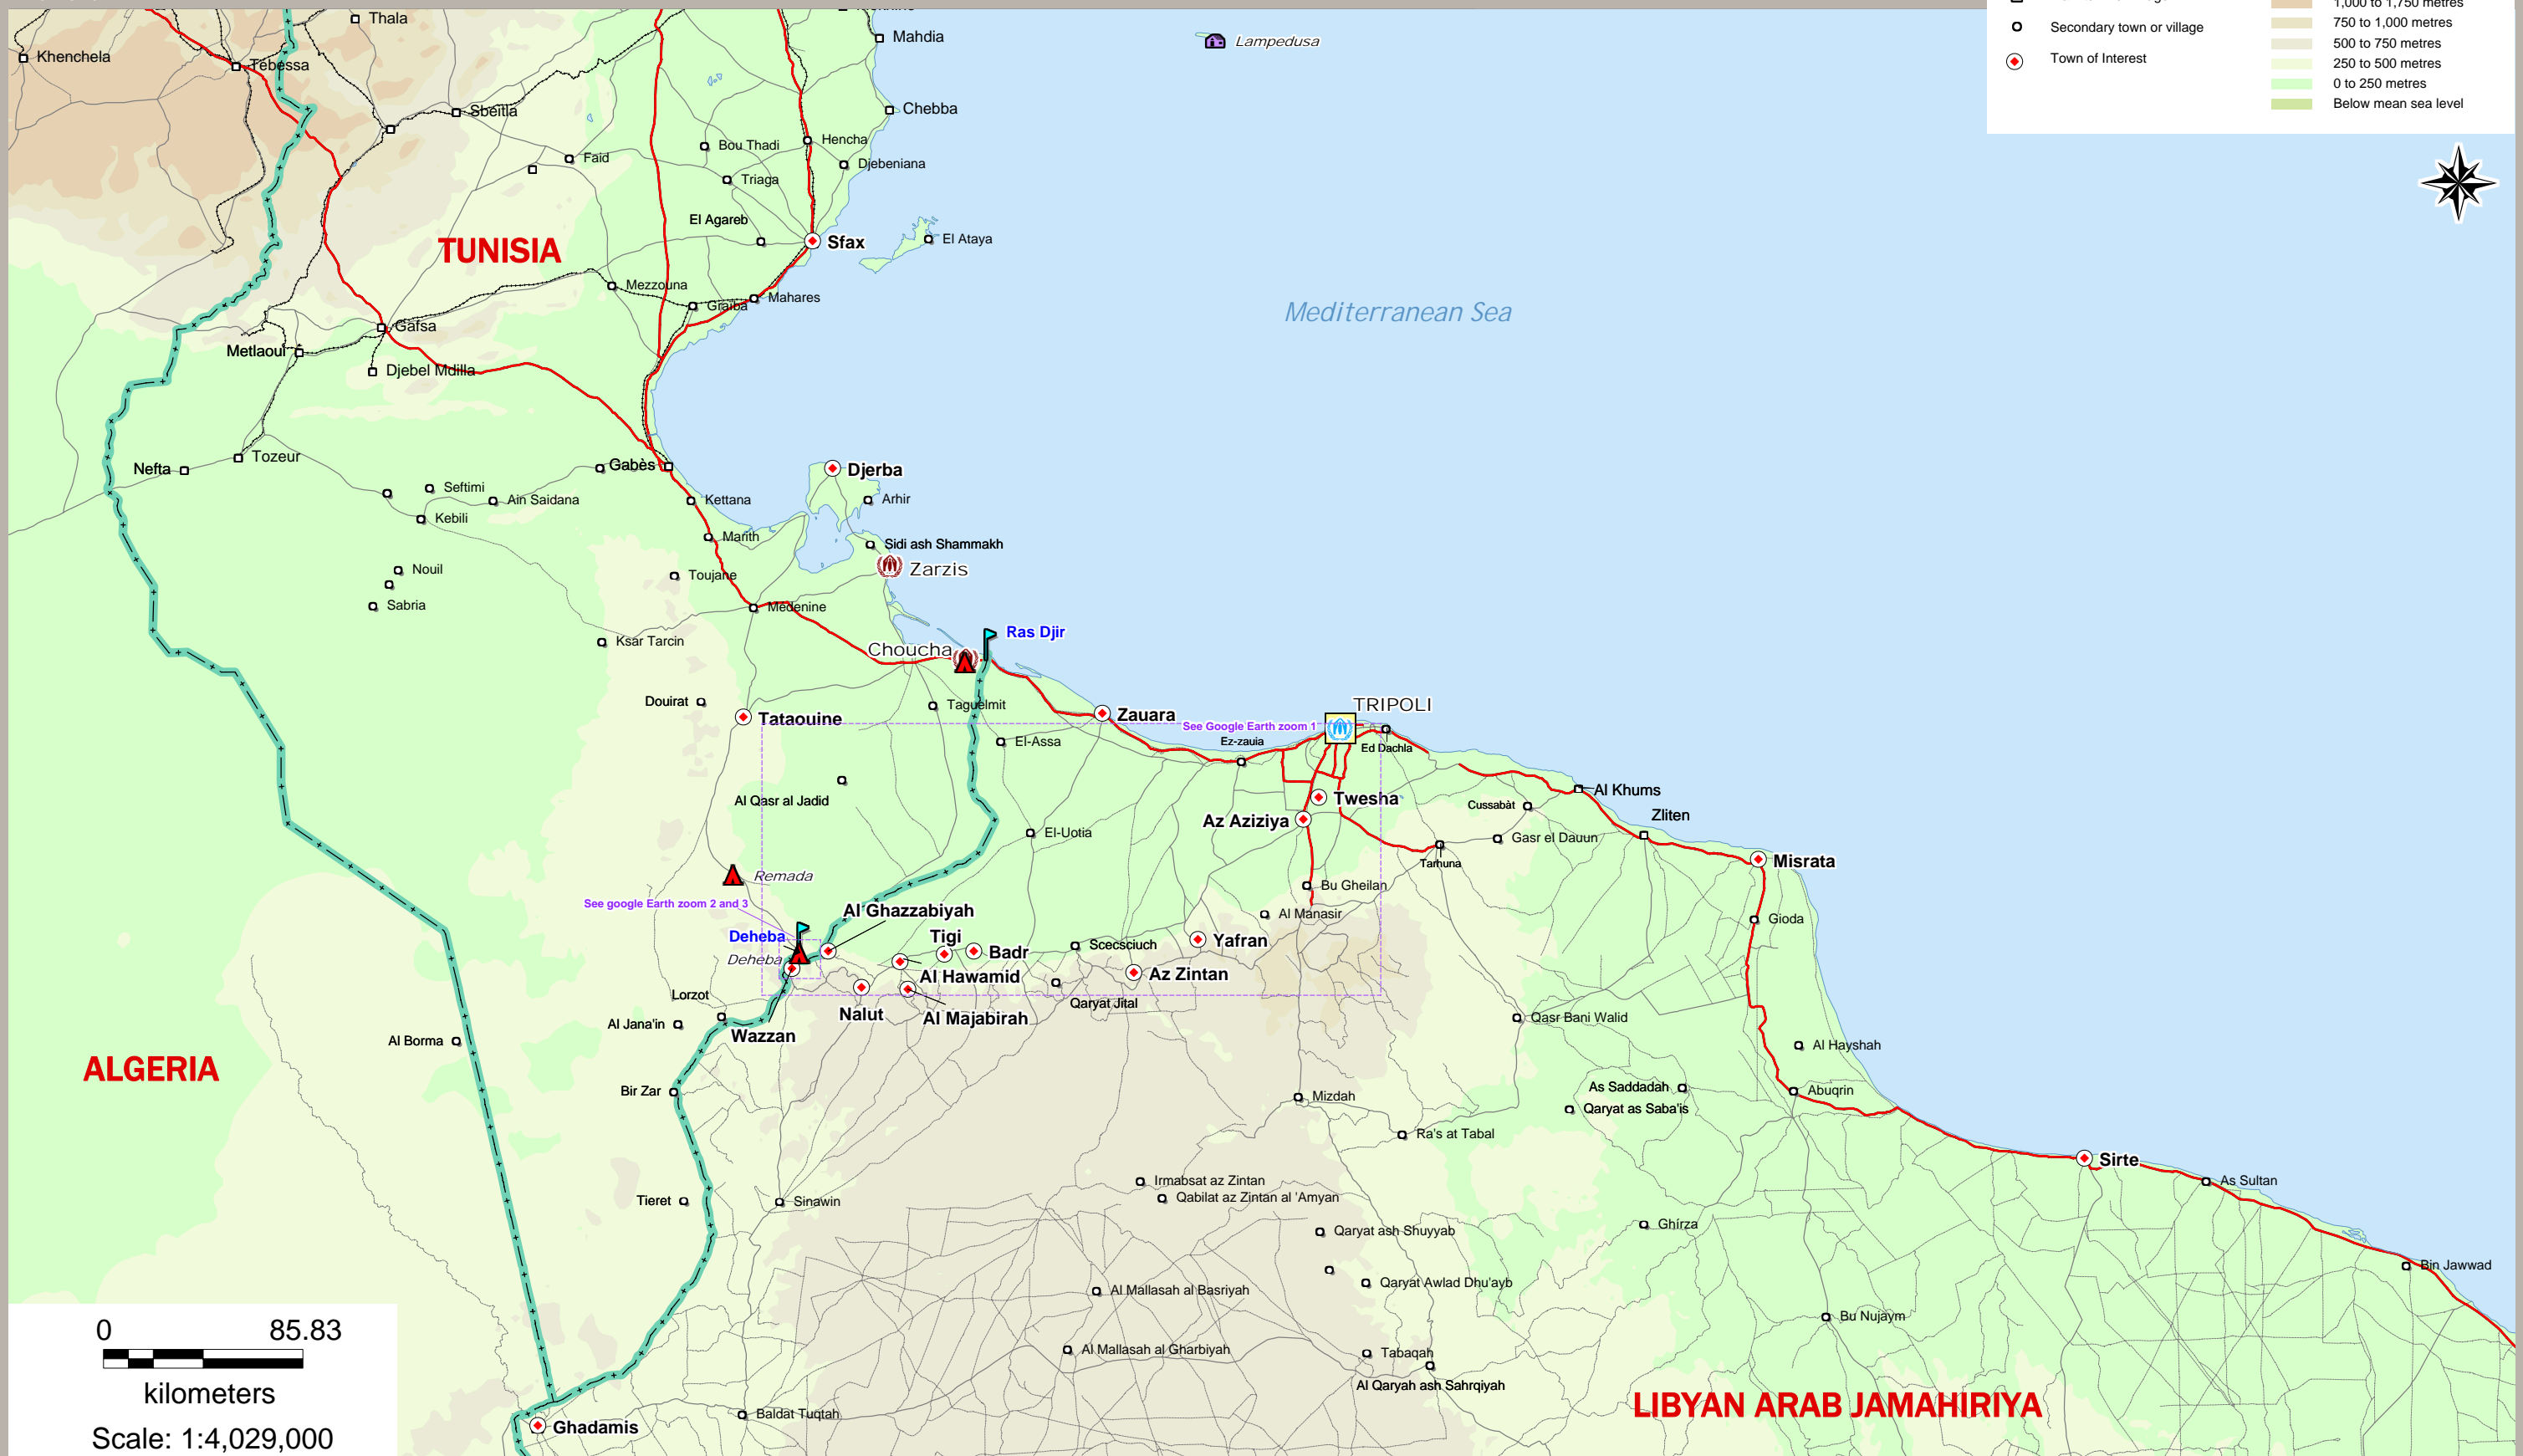 1,000 to 1,750 metres
Thala
750 to 1,000 metres
Secondary town or village
Mahdia
Lampedusa
500 to 750 metres
Khenchela
Town of Interest
250 to 500 metres
Tébessa
0 to 250 metres
Below mean sea level
Sbeitla
Chebba
Hencha
Bou Thadi
Faid
Djebeniana
Triaga
El Agareb
TUNISIA
Sfax
El Ataya
Mezzouna
Mahares
Graiba
Mediterranean Sea
Gafsa
Metlaoui
Djebel Mdilla
Tozeur
Nefta
Gabès
Djerba
Seftimi
Ain Saidana
Kettana
Arhir
Kebili
Marith
Sidi ash Shammakh
Nouil
Toujane
Zarzis
Sabria
Medenine
Ras Djir
Ksar Tarcin
Choucha
Douirat
Taguelmit
TRIPOLI
Tataouine
Zauara
See Google Earth zoom 1
Ez-zauia
El-Assa
Ed Dachla
Al Qasr al Jadid
Twesha
Al Khums
Cussabàt
Az Aziziya
Zliten
El-Uotia
Gasr el Dauun
Tarhuna
Misrata
Remada
Bu Gheilan
See google Earth zoom 2 and 3
Al Ghazzabiyah
Al Manasir
Gioda
Deheba
Tigi
Yafran
Scecsciuch
Badr
Deheba
Al Hawamid
Az Zintan
Lorzot
Qaryat Jital
Nalut
Al Majabirah
Qasr Bani Walid
Al Jana'in
Wazzan
Al Borma
Al Hayshah
ALGERIA
Bir Zar
As Saddadah
Abuqrin
Mizdah
Qaryat as Saba'is
Ra's at Tabal
Sirte
Irmabsat az Zintan
As Sultan
Tieret
Sinawin
Qabilat az Zintan al 'Amyan
Ghírza
Qaryat ash Shuyyab
Bin Jawwad
Qaryat Awlad Dhu'ayb
Al Mallasah al Basriyah
Bu Nujaym
0 85.83
Al Mallasah al Gharbiyah
Tabaqah
Al Qaryah ash Sahrqiyah
kilometers
LIBYAN ARAB JAMAHIRIYA
Baldat Tuqtah
Ghadamis
Scale: 1:4,029,000